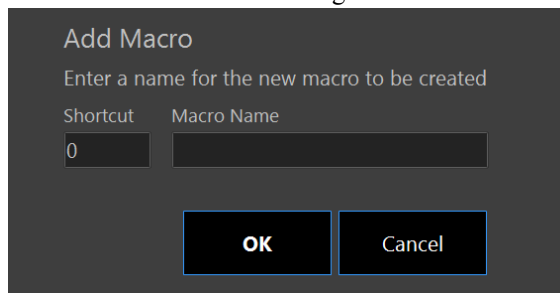 Add Macro
Enter a name for the new macro to be created
Shortcut Macro Name
0
OK Cancel